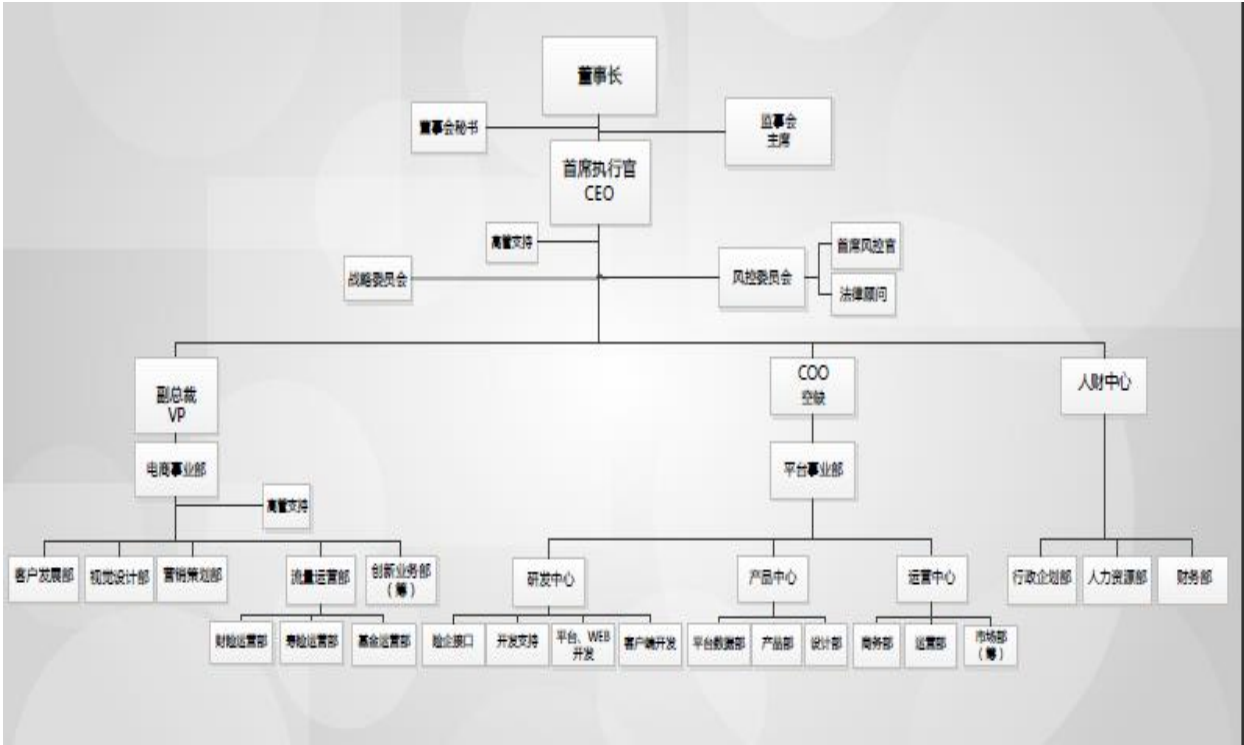 董事长
董事会秘书
监事会
主席
首席执行官
CEO
高管支持
首席风控官
战略委员会
风控委员会
法律顾问
副总裁
VP
COO
空缺
人财中心
电商事业部
平台事业部
高管支持
客户发展部
视觉设计部
营销策划部
流量运营部
创新业务部
（筹）
研发中心
产品中心
运营中心
行政企划部
人力资源部
财务部
财险运营部
寿险运营部
基金运营部
险企接口
开发支持
平台、WEB
开发
客户端开发
平台数据部
产品部
设计部
商务部
运营部
市场部
（筹）